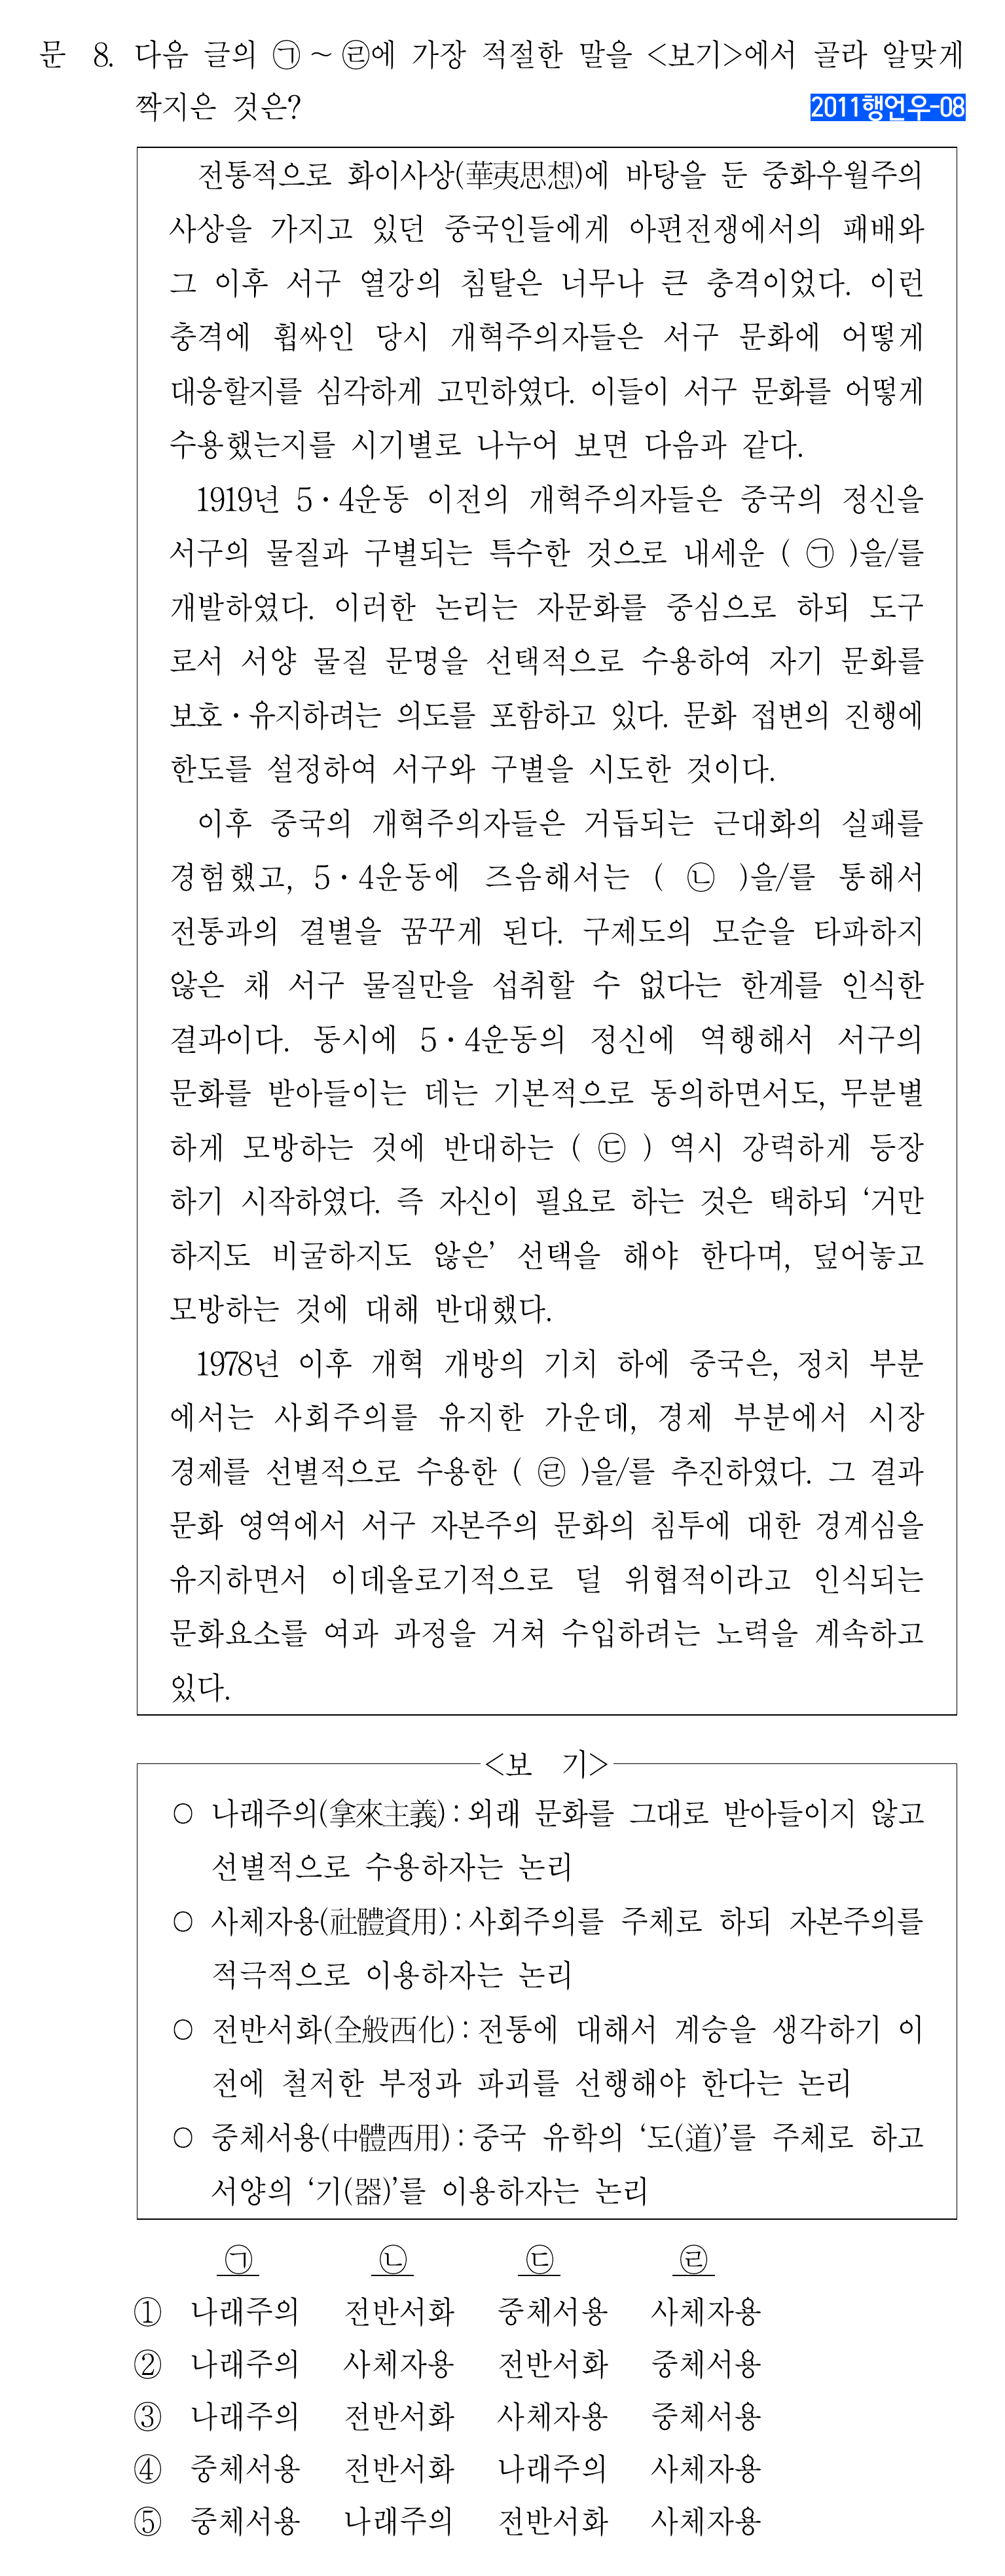 문 8. 다음 글의 ㉠~㉣에 가장 적절한 말을 <보기>에서 골라 알맞게
짝지은 것은?
2011행언우-08
전통적으로 화이사상(華夷思想)에 바탕을 둔 중화우월주의
사상을 가지고 있던 중국인들에게 아편전쟁에서의 패배와
그 이후 서구 열강의 침탈은 너무나 큰 충격이었다. 이런
충격에 휩싸인 당시 개혁주의자들은 서구 문화에 어떻게
대응할지를 심각하게 고민하였다. 이들이 서구 문화를 어떻게
수용했는지를 시기별로 나누어 보면 다음과 같다.
1919년 5·4운동 이전의 개혁주의자들은 중국의 정신을
서구의 물질과 구별되는 특수한 것으로 내세운 ( ㉠ )을/를
개발하였다. 이러한 논리는 자문화를 중심으로 하되 도구
로서 서양 물질 문명을 선택적으로 수용하여 자기 문화를
보호·유지하려는 의도를 포함하고 있다. 문화 접변의 진행에
한도를 설정하여 서구와 구별을 시도한 것이다.
이후 중국의 개혁주의자들은 거듭되는 근대화의 실패를
경험했고, 5·4운동에 즈음해서는 ( ㉡ )을/를 통해서
전통과의 결별을 꿈꾸게 된다. 구제도의 모순을 타파하지
않은 채 서구 물질만을 섭취할 수 없다는 한계를 인식한
결과이다. 동시에 5·4운동의 정신에 역행해서 서구의
문화를 받아들이는 데는 기본적으로 동의하면서도, 무분별
하게 모방하는 것에 반대하는 ( ㉢ ) 역시 강력하게 등장
하기 시작하였다. 즉 자신이 필요로 하는 것은 택하되 ‘거만
하지도 비굴하지도 않은’ 선택을 해야 한다며, 덮어놓고
모방하는 것에 대해 반대했다.
1978년 이후 개혁 개방의 기치 하에 중국은, 정치 부분
에서는 사회주의를 유지한 가운데, 경제 부분에서 시장
경제를 선별적으로 수용한 ( ㉣ )을/를 추진하였다. 그 결과
문화 영역에서 서구 자본주의 문화의 침투에 대한 경계심을
유지하면서 이데올로기적으로 덜 위협적이라고 인식되는
문화요소를 여과 과정을 거쳐 수입하려는 노력을 계속하고
있다.
<보 기>
○ 나래주의(拿來主義) : 외래 문화를 그대로 받아들이지 않고
선별적으로 수용하자는 논리
○ 사체자용(社體資用) : 사회주의를 주체로 하되 자본주의를
적극적으로 이용하자는 논리
○ 전반서화(全般西化) : 전통에 대해서 계승을 생각하기 이
전에 철저한 부정과 파괴를 선행해야 한다는 논리
○ 중체서용(中體西用) : 중국 유학의 ‘도(道)’를 주체로 하고
서양의 ‘기(器)’를 이용하자는 논리
㉠ ㉡ ㉢ ㉣
① 나래주의 전반서화 중체서용 사체자용
② 나래주의 사체자용 전반서화 중체서용
③ 나래주의 전반서화 사체자용 중체서용
④ 중체서용 전반서화 나래주의 사체자용
⑤ 중체서용 나래주의 전반서화 사체자용